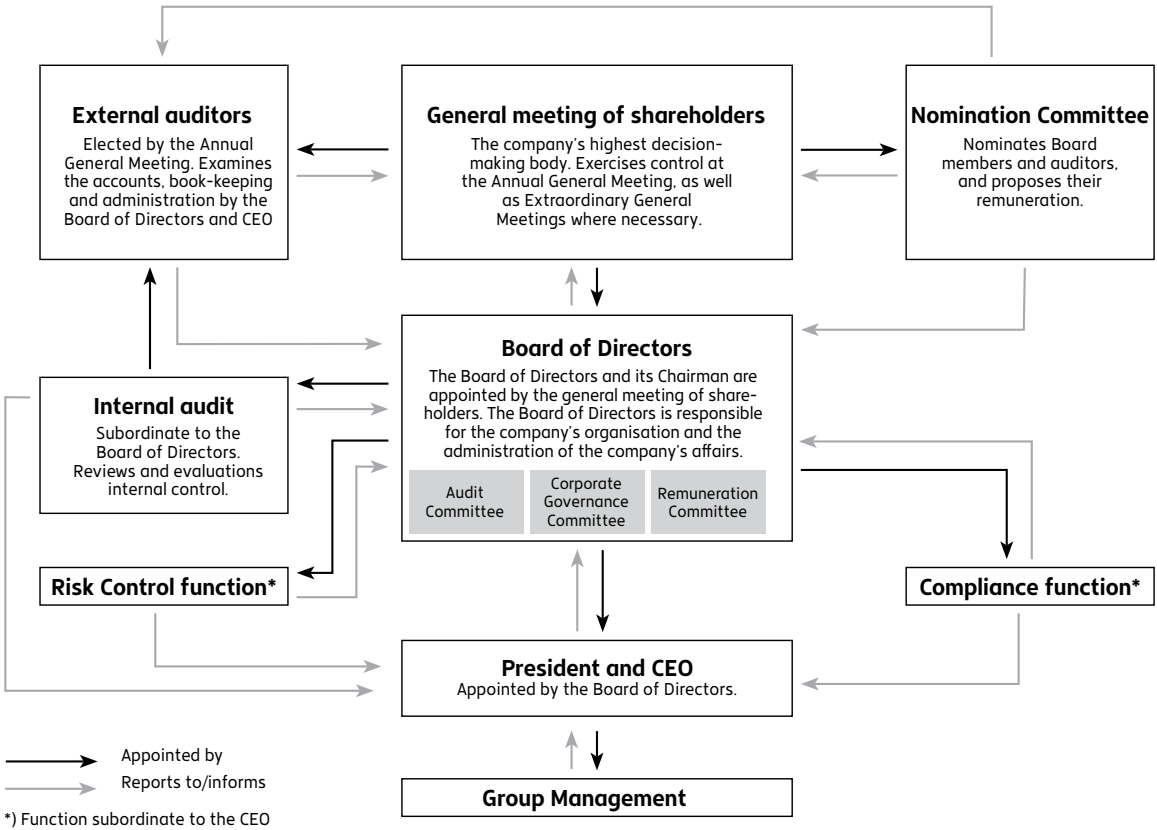 External auditors
Elected by the Annual
General Meeting. Examines
the accounts, book-keeping
and administration by the
Board of Directors and CEO
General meeting of shareholders
The company's highest decision-
making body. Exercises control at
the Annual General Meeting, as well
as Extraordinary General
Meetings where necessary.
Nomination Committee
Nominates Board
members and auditors,
and proposes their
remuneration.
Board of Directors
The Board of Directors and its Chairman are
appointed by the general meeting of share-
holders. The Board of Directors is responsible
for the company's organisation and the
administration of the company's affairs.
Audit
Committee
Corporate
Governance
Committee
Remuneration
Committee
Internal audit
Subordinate to the
Board of Directors.
Reviews and evaluations
internal control.
Risk Control function*
Compliance function*
President and CEO
Appointed by the Board of Directors.
Group Management
Appointed by
Reports to/informs
*) Function subordinate to the CEO